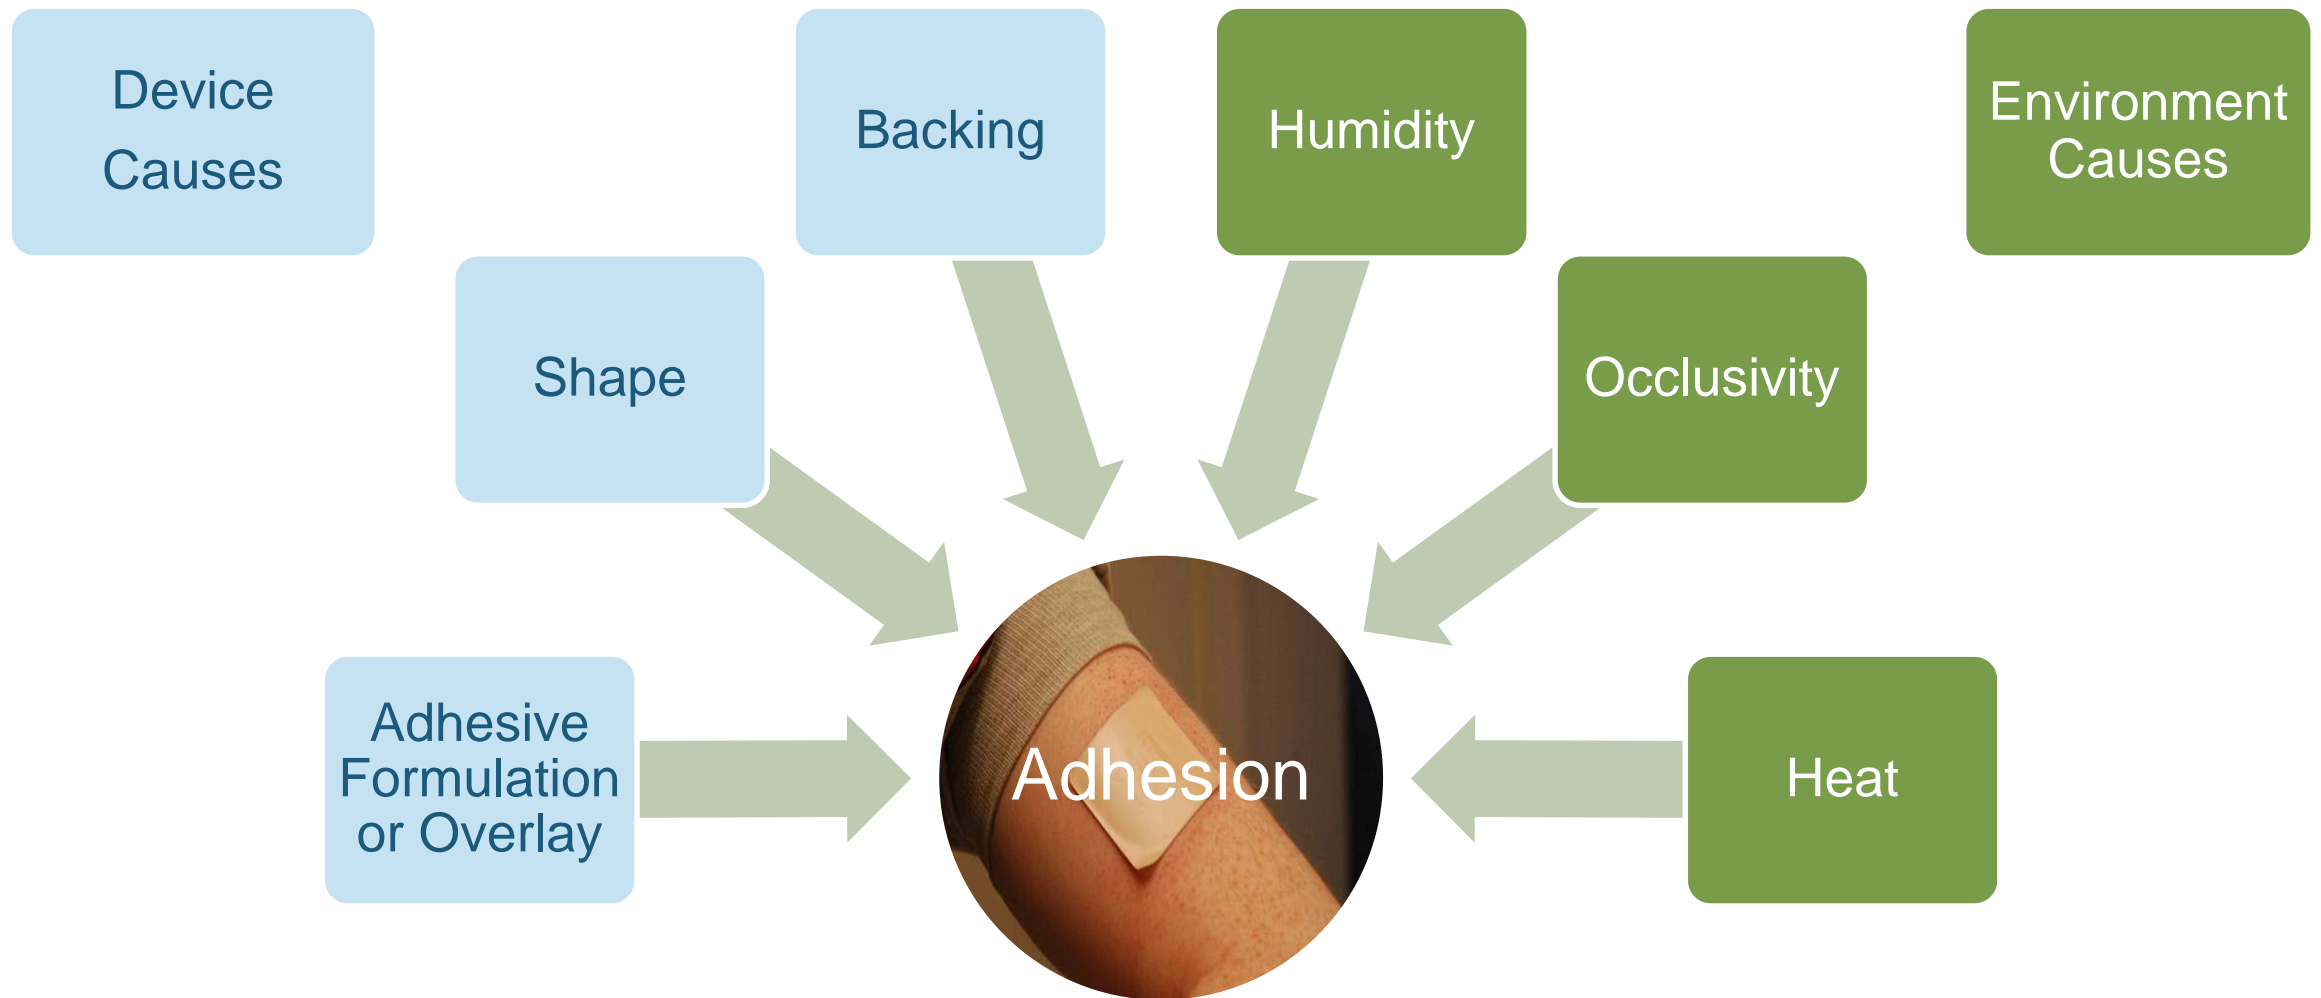 Device
Causes
Backing
Humidity
Environment
Causes
Shape
Occlusivity
Adhesive
Formulation
or Overlay
Adhesion
Heat